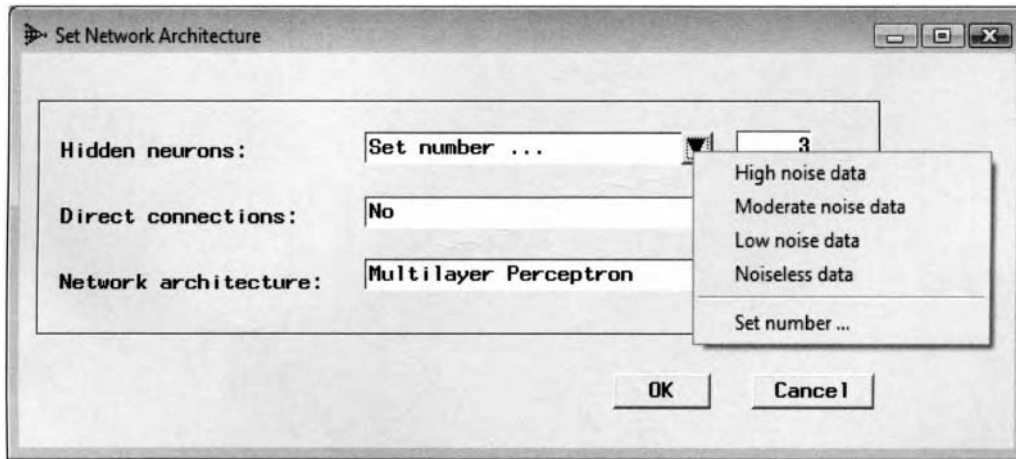 Set Network Architecture
Hidden neurons:
Set number ...
3
High noise data
Moderate noise data
Low noise data
Noiseless data
Set number ...
Direct connections:
No
Network architecture:
Multilayer Perceptron
OK
Cancel